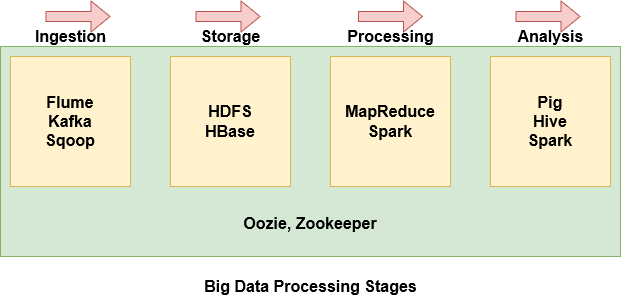 Ingestion
Storage
Processing
Analysis
Flume
Kafka
Sqoop
HDFS
HBase
MapReduce
Spark
Pig
Hive
Spark
Oozie, Zookeeper
Big Data Processing Stages